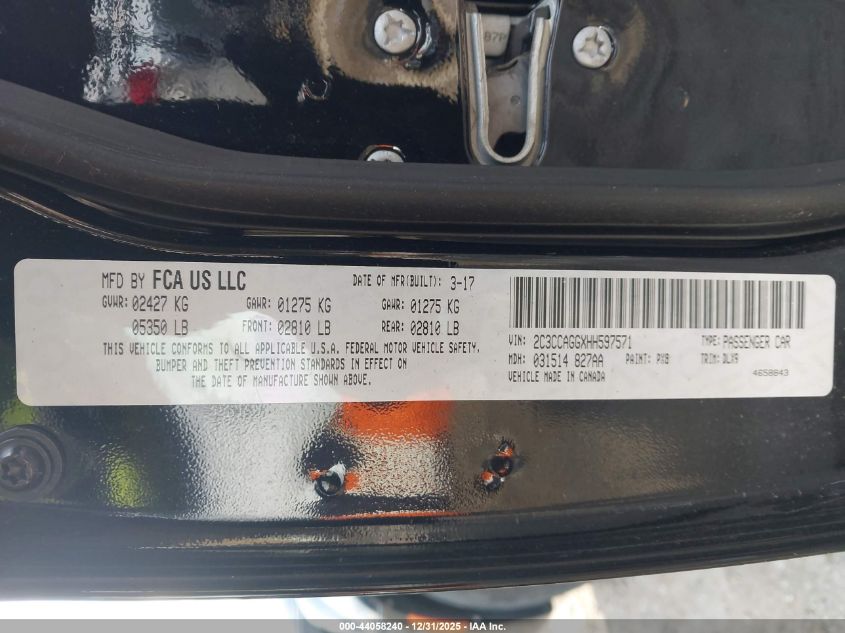 MFD BY FCA US LLC DATE OF MFR(BUILT): 3-17
GVWR: 02427 KG GAWR: 01275 KG GAWR: 01275 KG
05350 LB FRONT: 02810 LB REAR: 02810 LB
THIS VEHICLE CONFORMS TO ALL APPLICABLE U.S.A. FEDERAL MOTOR VEHICLE SAFETY,
BUMPER AND THEFT PREVENTION STANDARDS IN EFFECT ON
THE DATE OF MANUFACTURE SHOWN ABOVE.
VIN: 2C3CCAGGXHH597571 TYPE: PASSENGER CAR
MDH: 031514 827AA PAINT: PX8 TRIM: DLX9
VEHICLE MADE IN CANADA 4658843
000-44058240 - 12/31/2025 - IAA Inc.